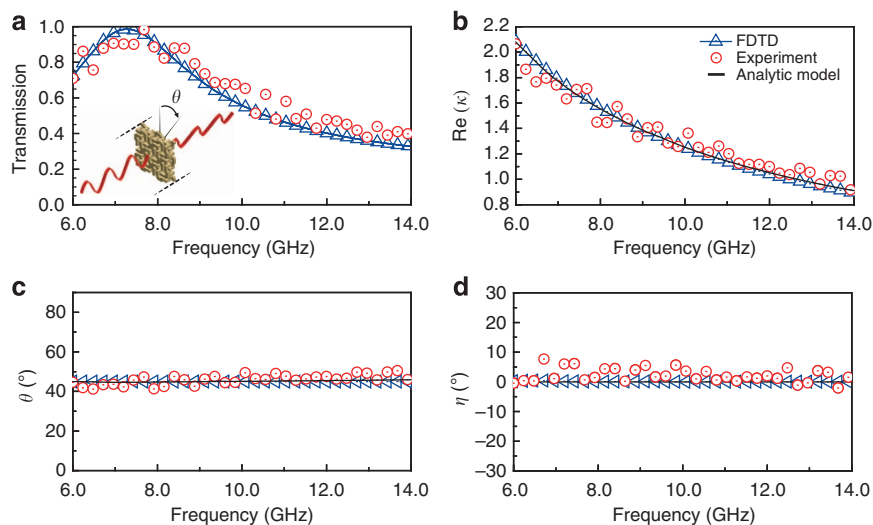 a
1.0
0.8
0.6
0.4
0.2
0.0
Transmission
θ
6.0 8.0 10.0 12.0 14.0
Frequency (GHz)
b
2.2
2.0
1.8
1.6
1.4
1.2
1.0
0.8
Re (κ)
FDTD
Experiment
Analytic model
6.0 8.0 10.0 12.0 14.0
Frequency (GHz)
c
80
60
40
20
0
θ (°)
6.0 8.0 10.0 12.0 14.0
Frequency (GHz)
d
30
20
10
0
−10
−20
−30
η (°)
6.0 8.0 10.0 12.0 14.0
Frequency (GHz)